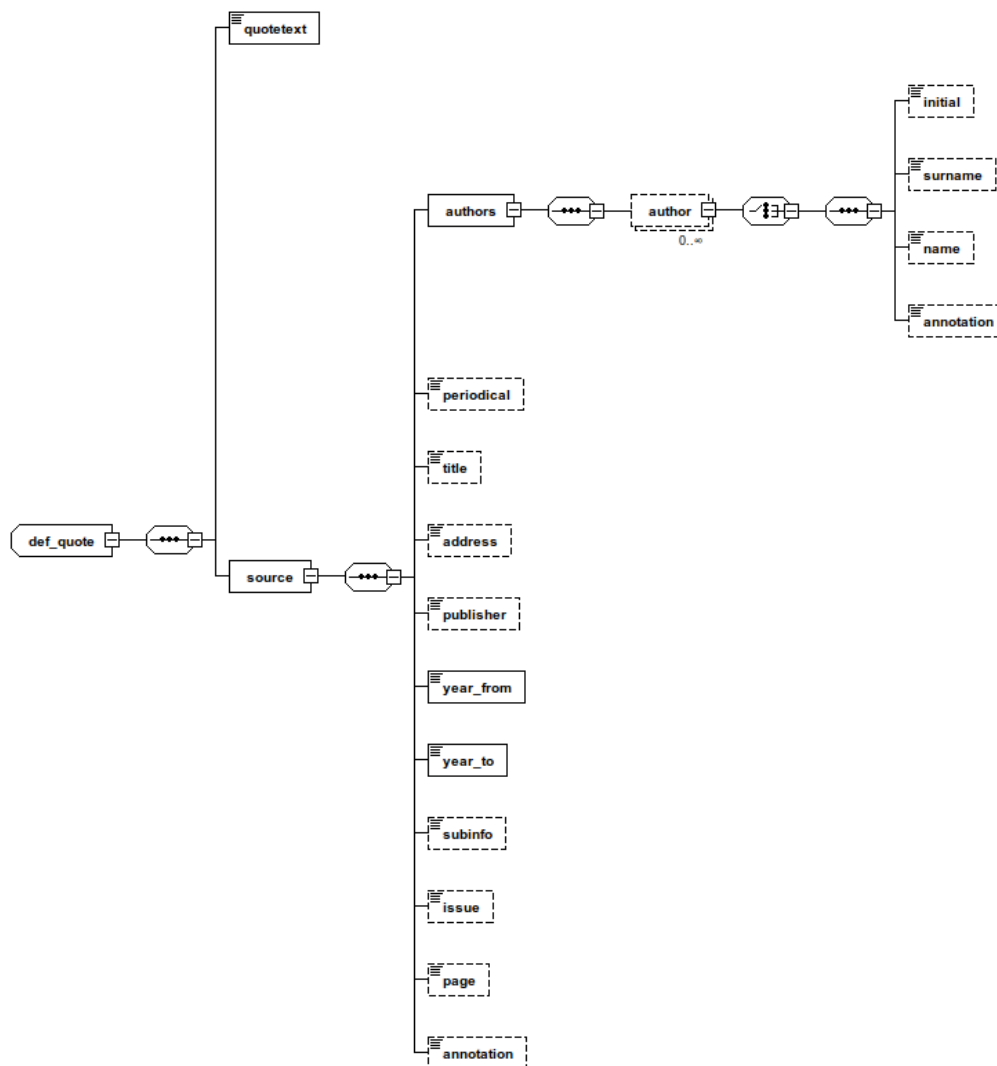 quotetext
initial
surname
authors
author
0..∞
name
annotation
periodical
title
def_quote
address
source
publisher
year_from
year_to
subinfo
issue
page
annotation